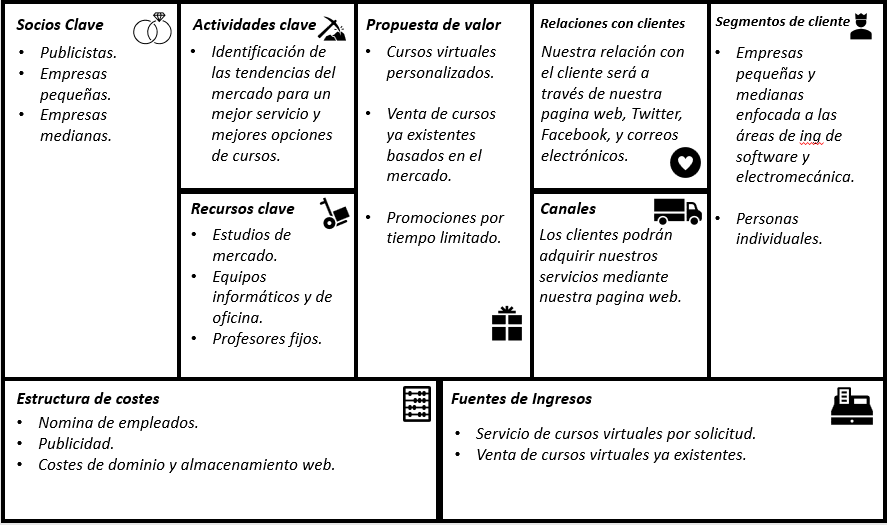 Socios Clave
• Publicistas.
• Empresas
pequeñas.
• Empresas
medianas.
Actividades clave
• Identificación de
las tendencias del
mercado para un
mejor servicio y
mejores opciones
de cursos.
Recursos clave
• Estudios de
mercado.
• Equipos
informáticos y de
oficina.
• Profesores fijos.
Propuesta de valor
• Cursos virtuales
personalizados.
• Venta de cursos
ya existentes
basados en el
mercado.
• Promociones por
tiempo limitado.
Relaciones con clientes
Nuestra relación con
el cliente será a
través de nuestra
pagina web, Twitter,
Facebook, y correos
electrónicos.
Canales
Los clientes podrán
adquirir nuestros
servicios mediante
nuestra pagina web.
Segmentos de cliente
• Empresas
pequeñas y
medianas
enfocada a las
áreas de ing de
software y
electromecánica.
• Personas
individuales.
Estructura de costes
• Nomina de empleados.
• Publicidad.
• Costes de dominio y almacenamiento web.
Fuentes de Ingresos
• Servicio de cursos virtuales por solicitud.
• Venta de cursos virtuales ya existentes.